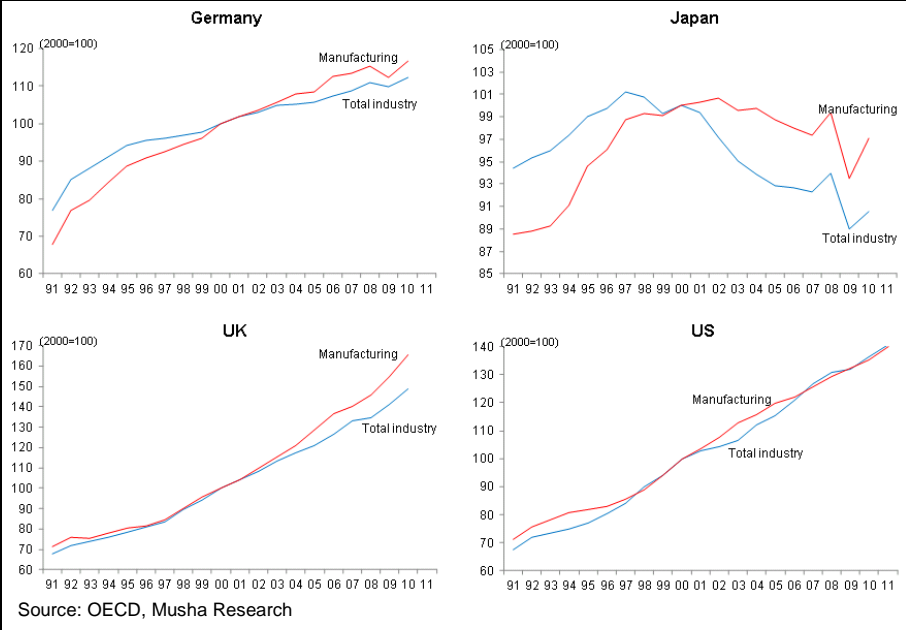 Germany
(2000=100)
120
110
100
90
80
70
60
Manufacturing
Total industry
91 92 93 94 95 96 97 98 99 00 01 02 03 04 05 06 07 08 09 10 11
Japan
(2000=100)
105
103
101
99
97
95
93
91
89
87
85
Manufacturing
Total industry
91 92 93 94 95 96 97 98 99 00 01 02 03 04 05 06 07 08 09 10 11
UK
(2000=100)
170
160
150
140
130
120
110
100
90
80
70
60
Manufacturing
Total industry
91 92 93 94 95 96 97 98 99 00 01 02 03 04 05 06 07 08 09 10 11
US
(2000=100)
140
130
120
110
100
90
80
70
60
Manufacturing
Total industry
91 92 93 94 95 96 97 98 99 00 01 02 03 04 05 06 07 08 09 10 11
Source: OECD, Musha Research